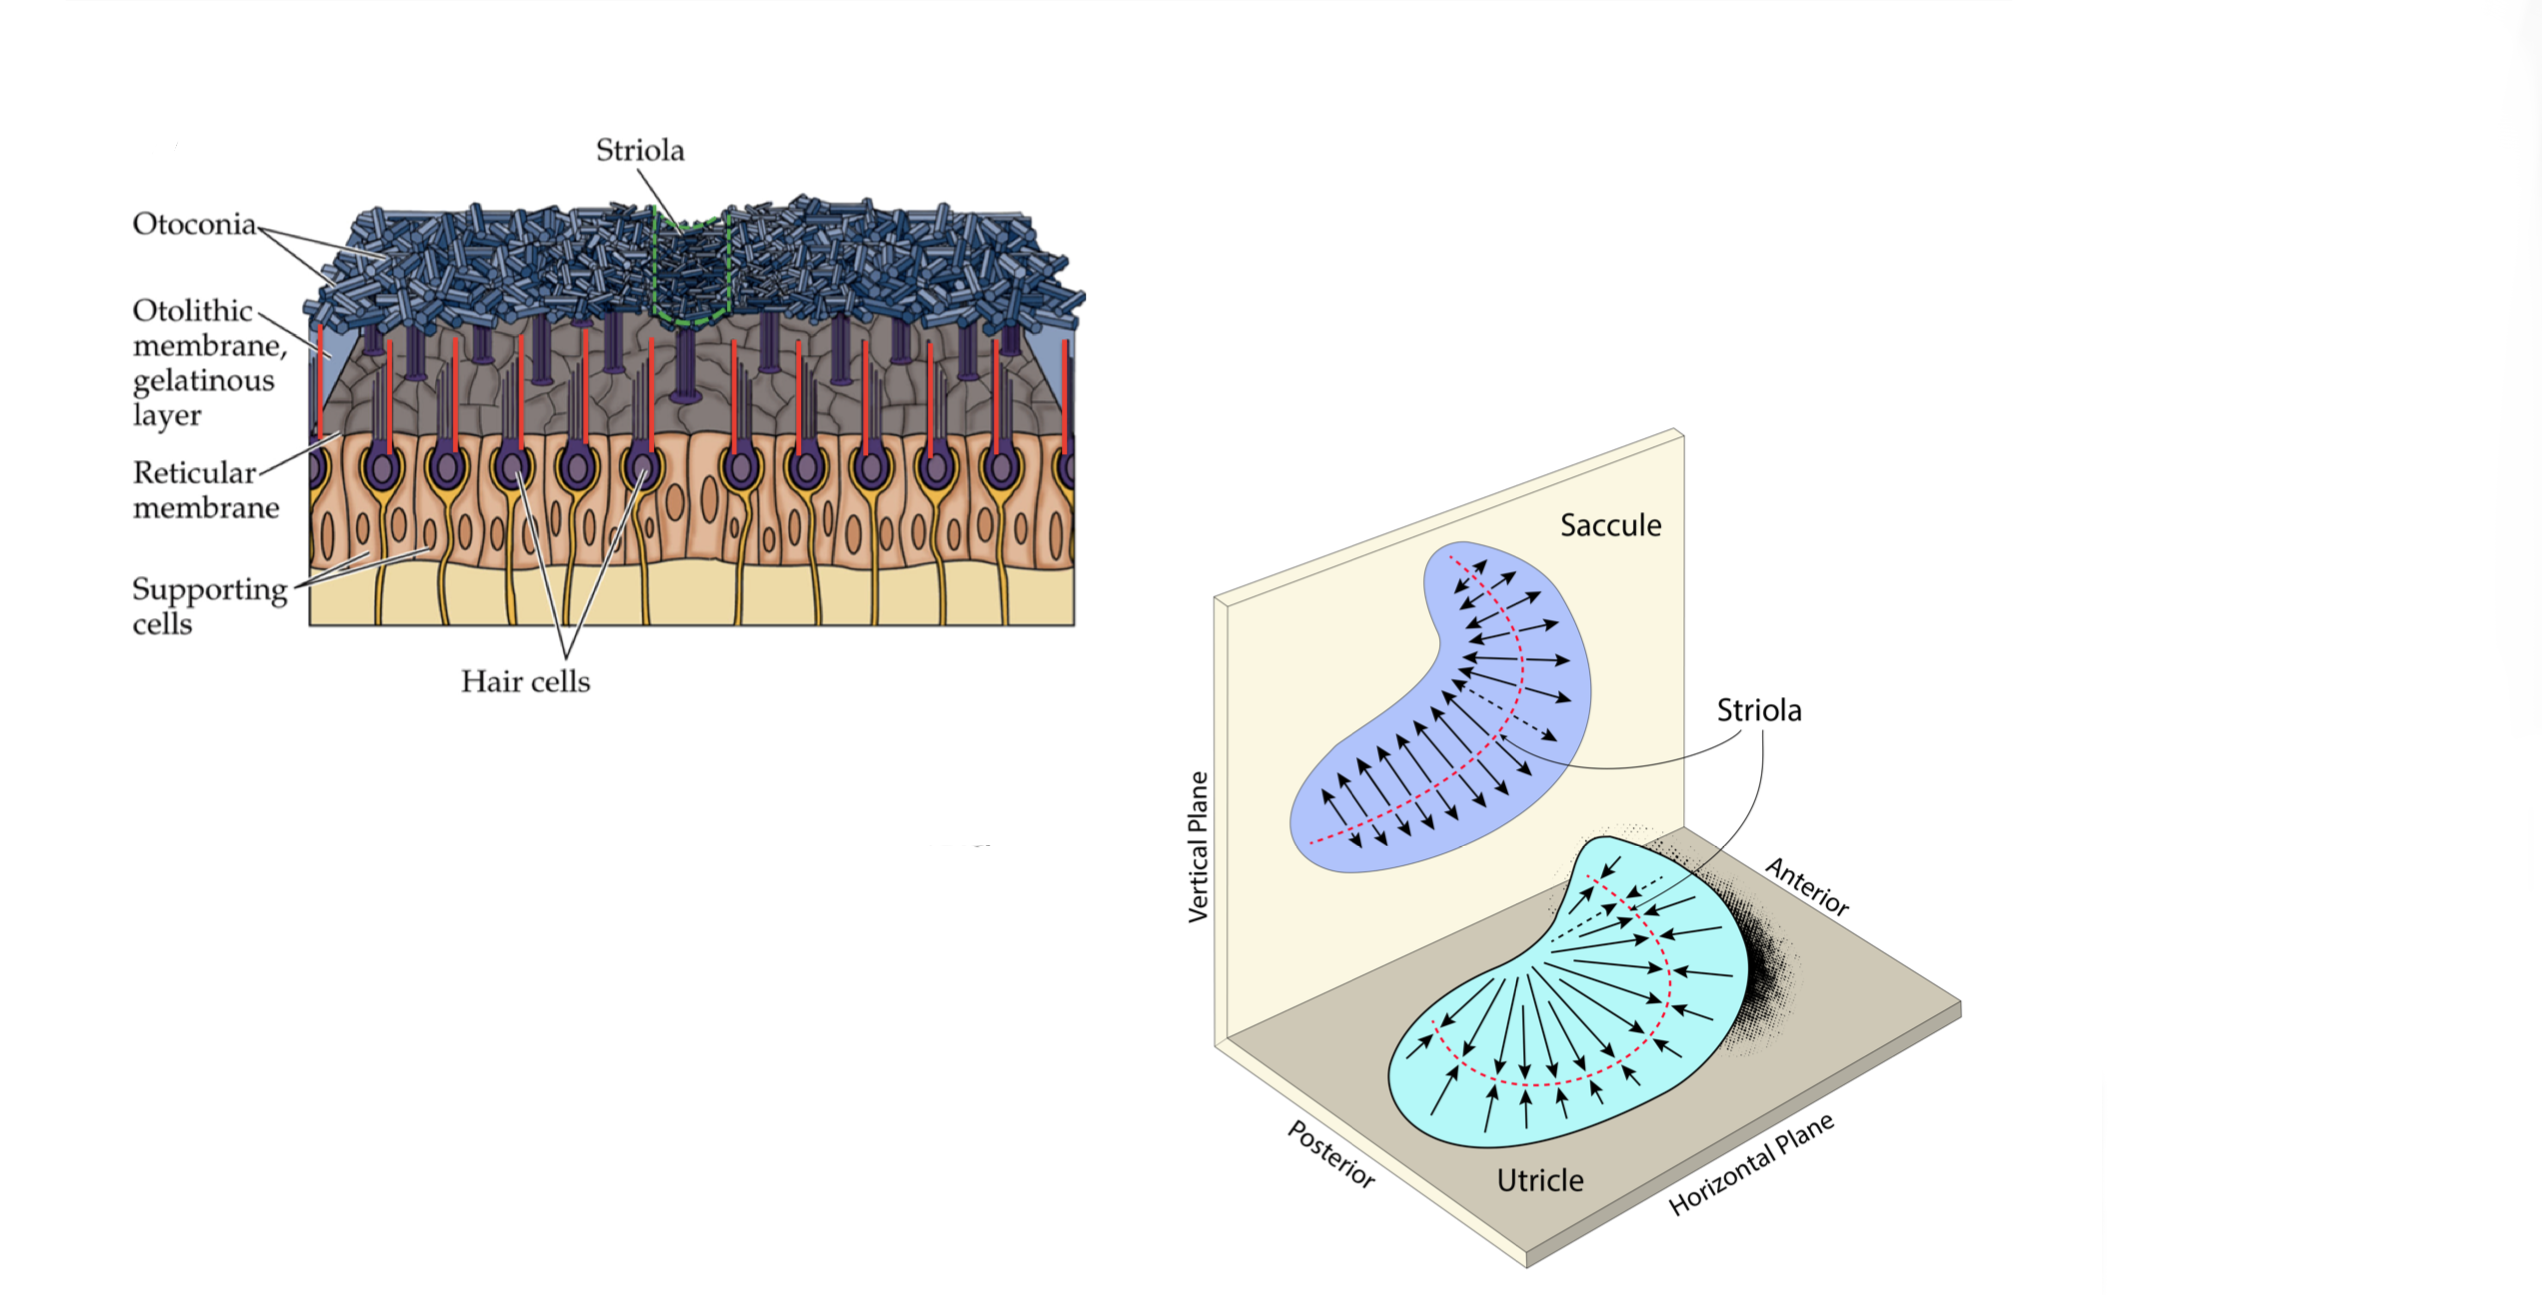 Striola
Otoconia
Otolithic
membrane,
gelatinous
layer
Reticular
membrane
Supporting
cells
Hair cells
Saccule
Striola
Vertical Plane
Anterior
Posterior
Utricle
Horizontal Plane